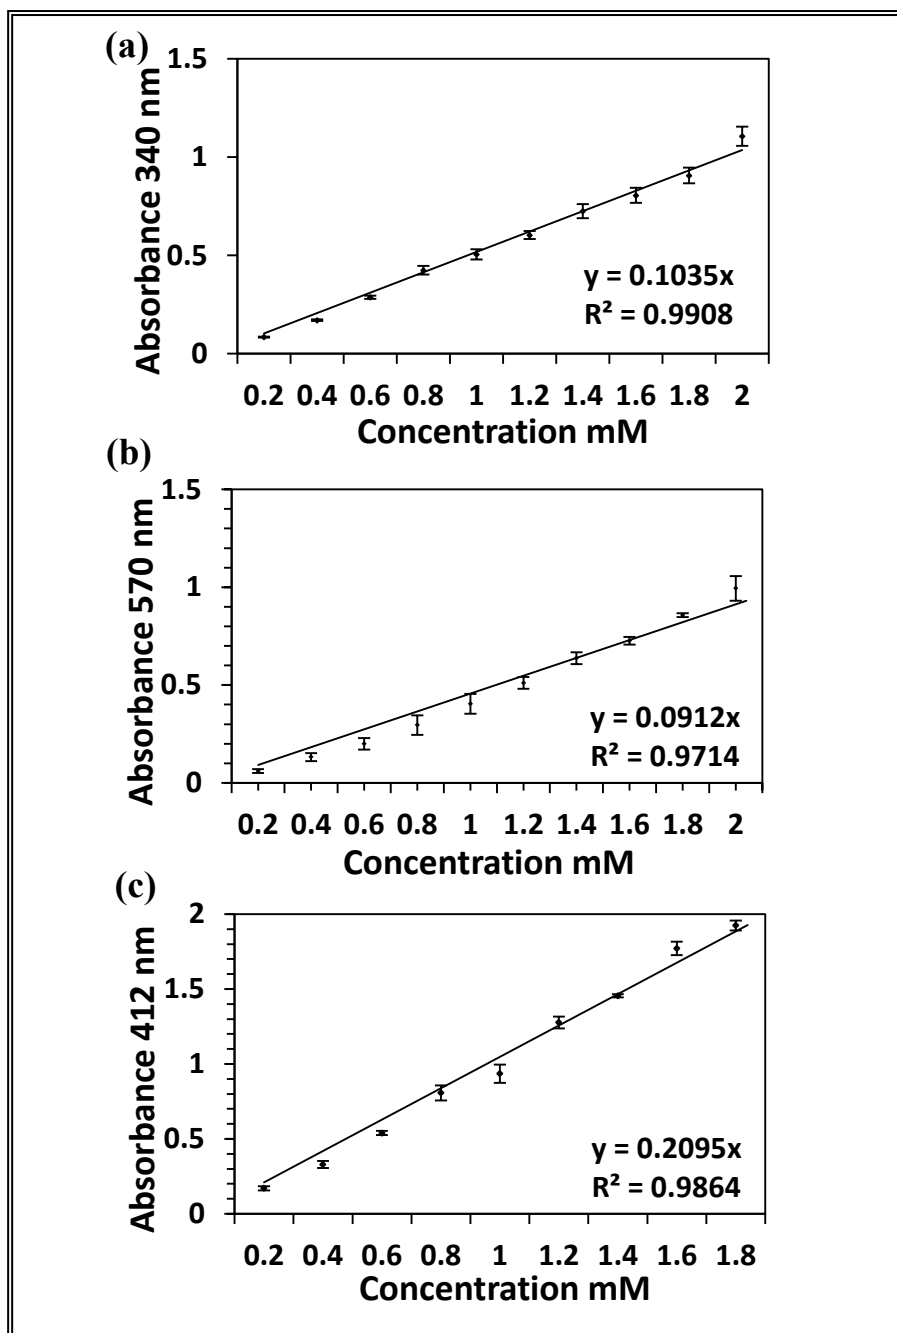 (a)
Absorbance 340 nm
1.5
1
0.5
0
y = 0.1035x
R² = 0.9908
0.2 0.4 0.6 0.8 1 1.2 1.4 1.6 1.8 2
Concentration mM
(b)
Absorbance 570 nm
1.5
1
0.5
0
y = 0.0912x
R² = 0.9714
0.2 0.4 0.6 0.8 1 1.2 1.4 1.6 1.8 2
Concentration mM
(c)
Absorbance 412 nm
2
1.5
1
0.5
0
y = 0.2095x
R² = 0.9864
0.2 0.4 0.6 0.8 1 1.2 1.4 1.6 1.8
Concentration mM